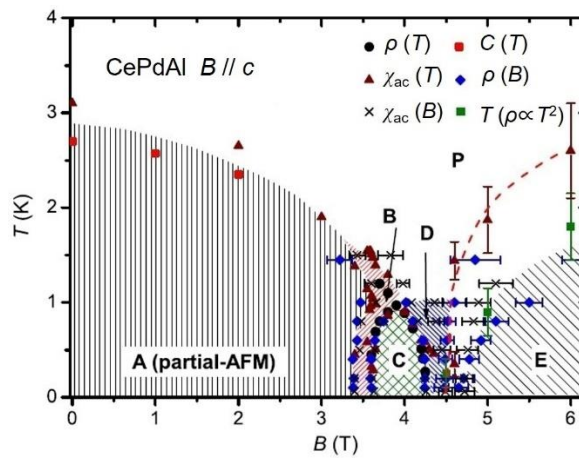 CePdAl B // c
ρ (T)
C (T)
χac (T)
ρ (B)
χac (B)
T (ρ∝T²)
P
B
D
A (partial-AFM)
C
E
T (K)
4
3
2
1
0
0
1
2
3
4
5
6
B (T)